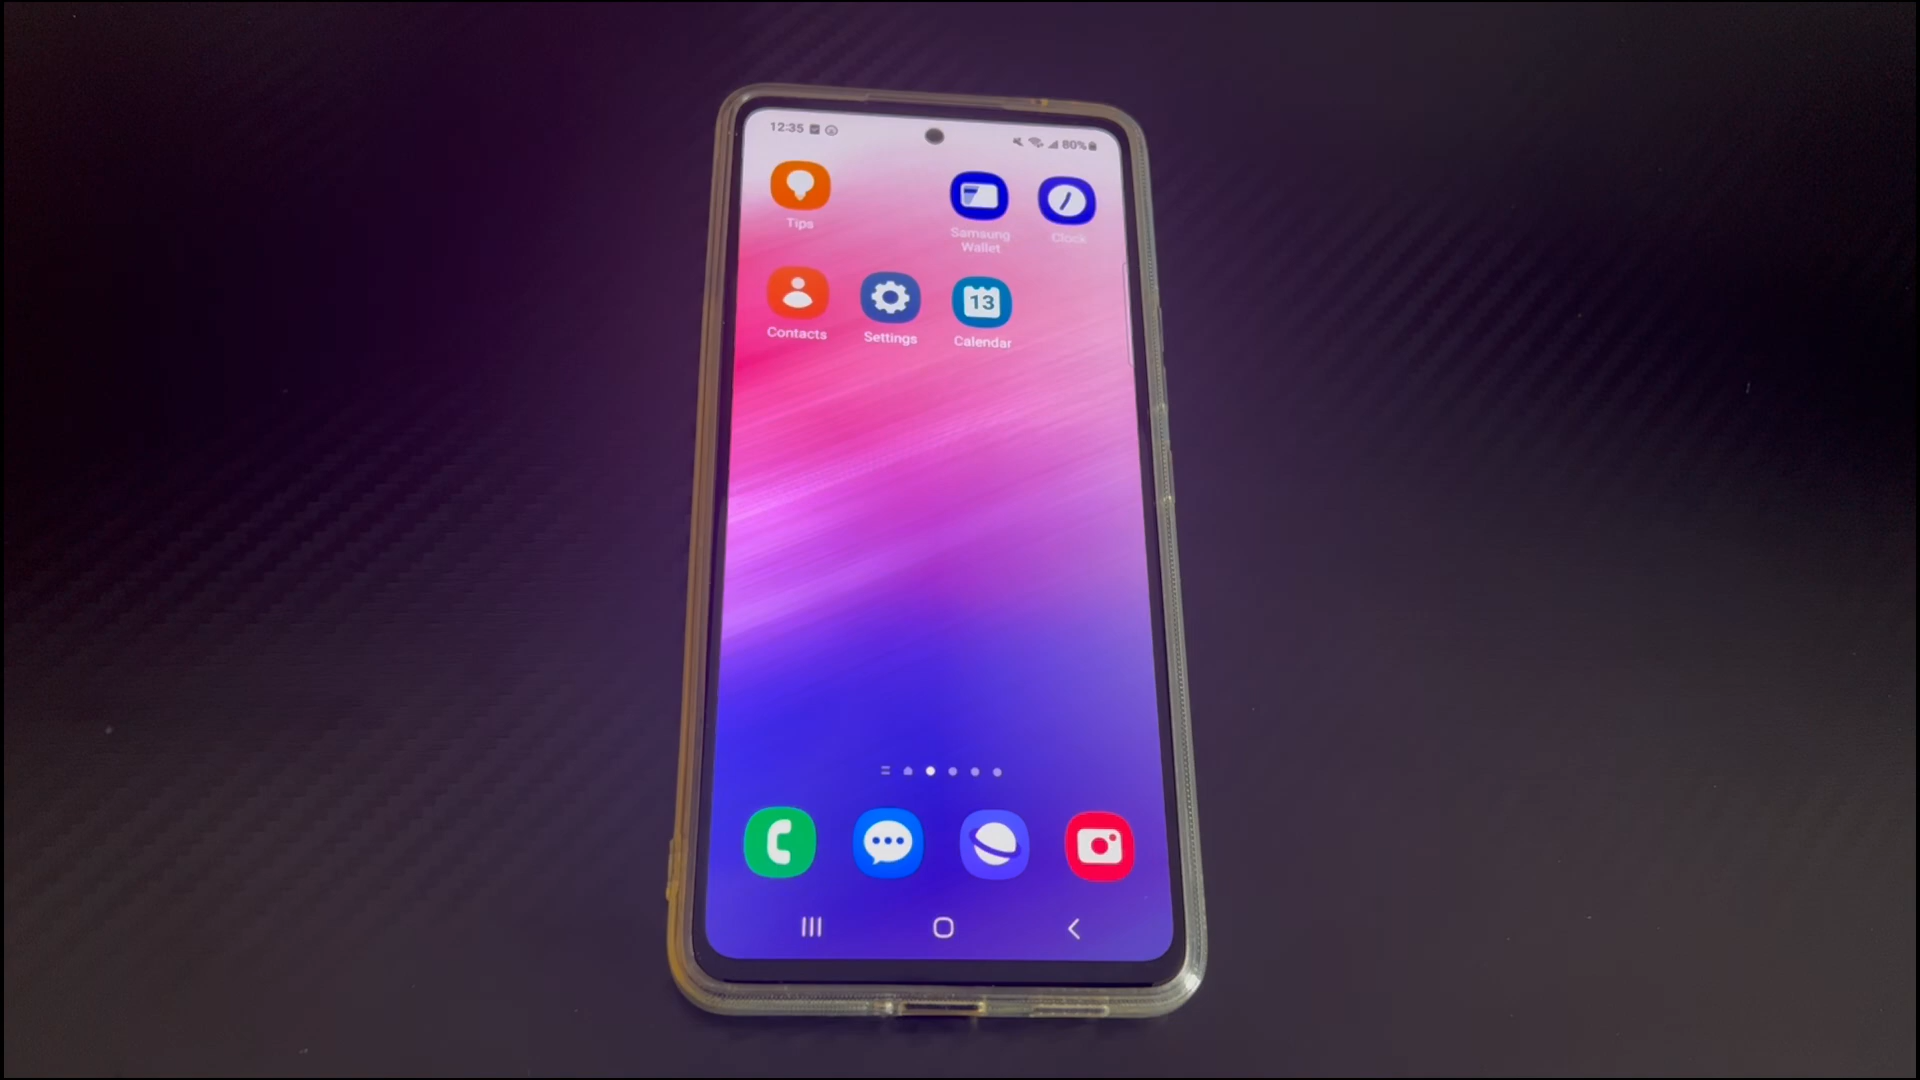 12:35
80%
Tips
Samsung
Wallet
Clock
Contacts
Settings
13
Calendar